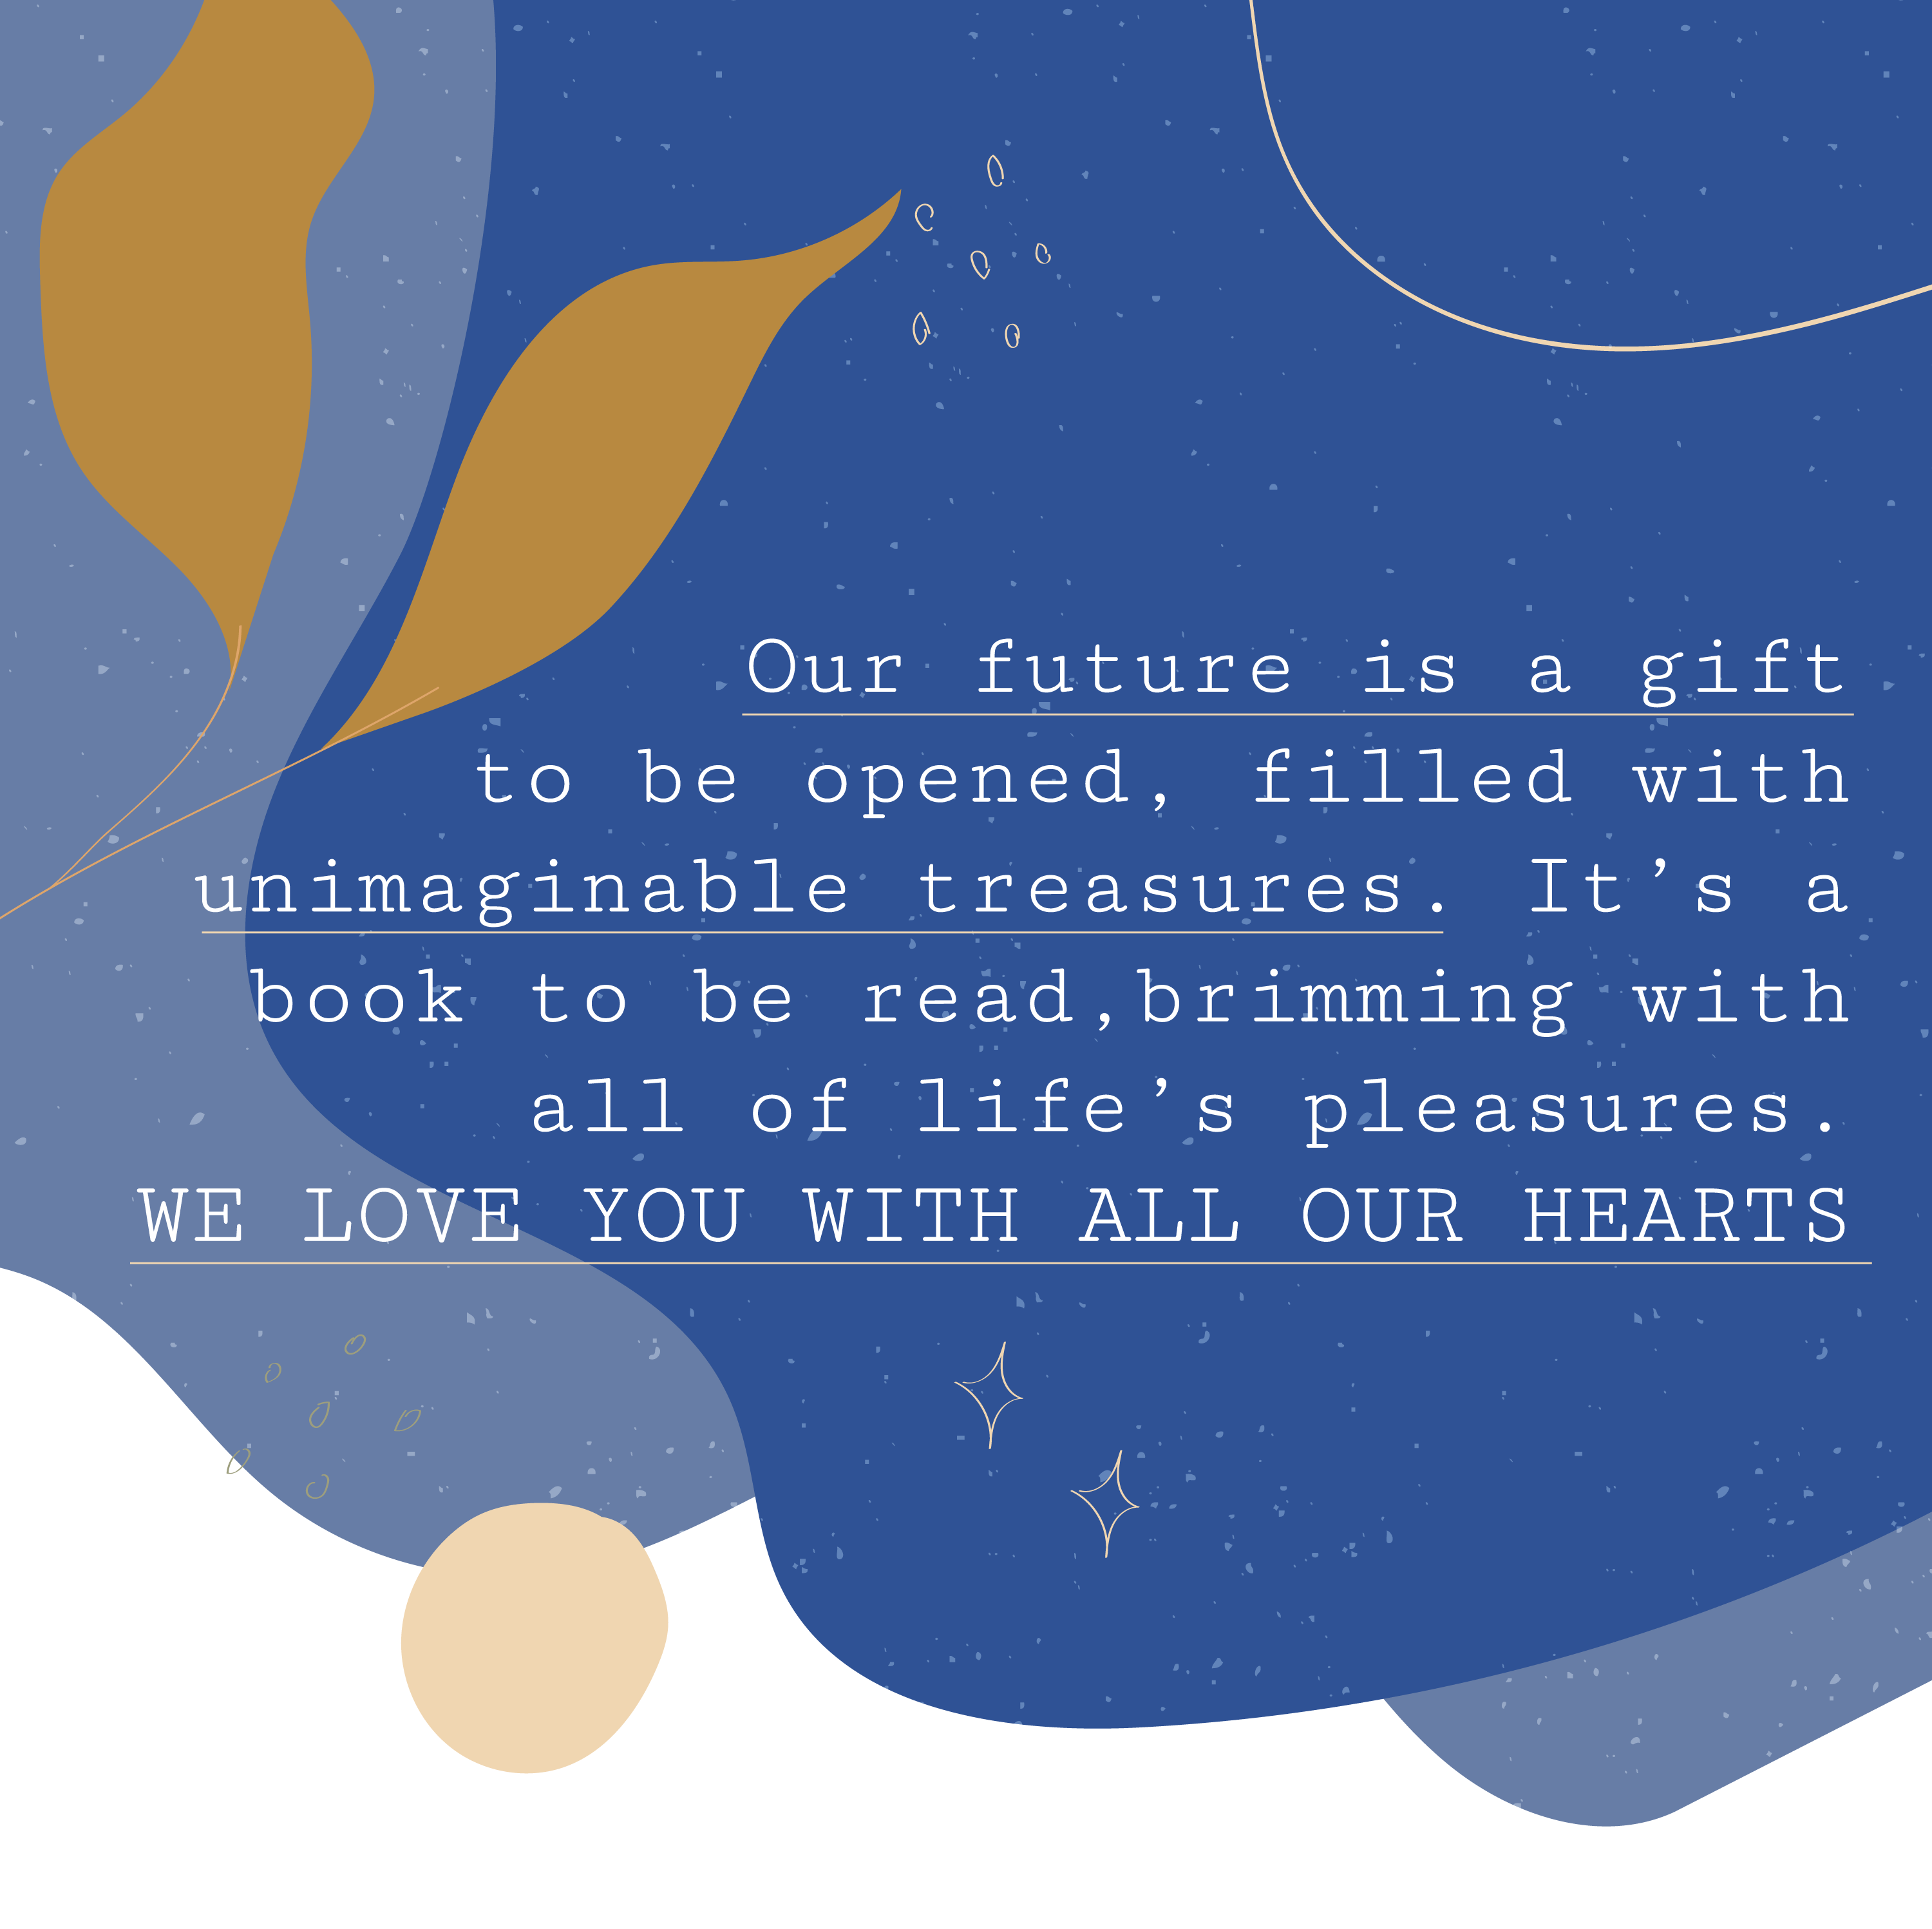 Our future is a gift
to be opened, filled with
unimaginable treasures. It’s a
book to be read,brimming with
all of life’s pleasures.
WE LOVE YOU WITH ALL OUR HEARTS